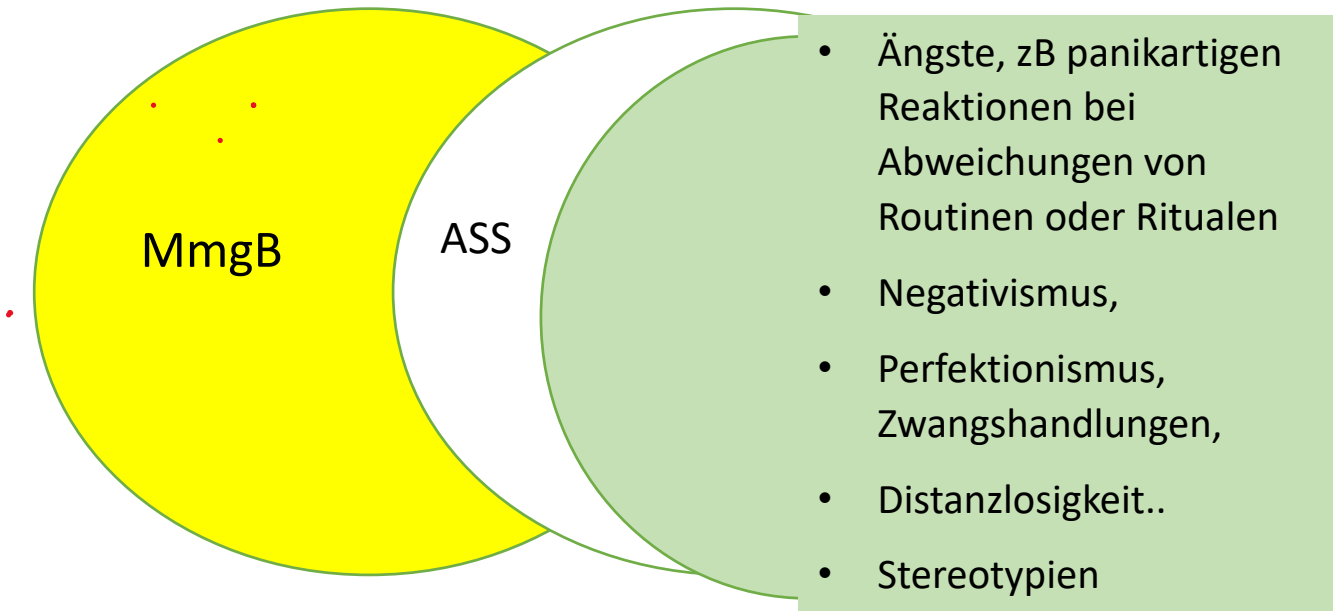 MmgB
ASS
• Ängste, zB panikartigen
Reaktionen bei
Abweichungen von
Routinen oder Ritualen
• Negativismus,
• Perfektionismus,
Zwangshandlungen,
• Distanzlosigkeit..
• Stereotypien